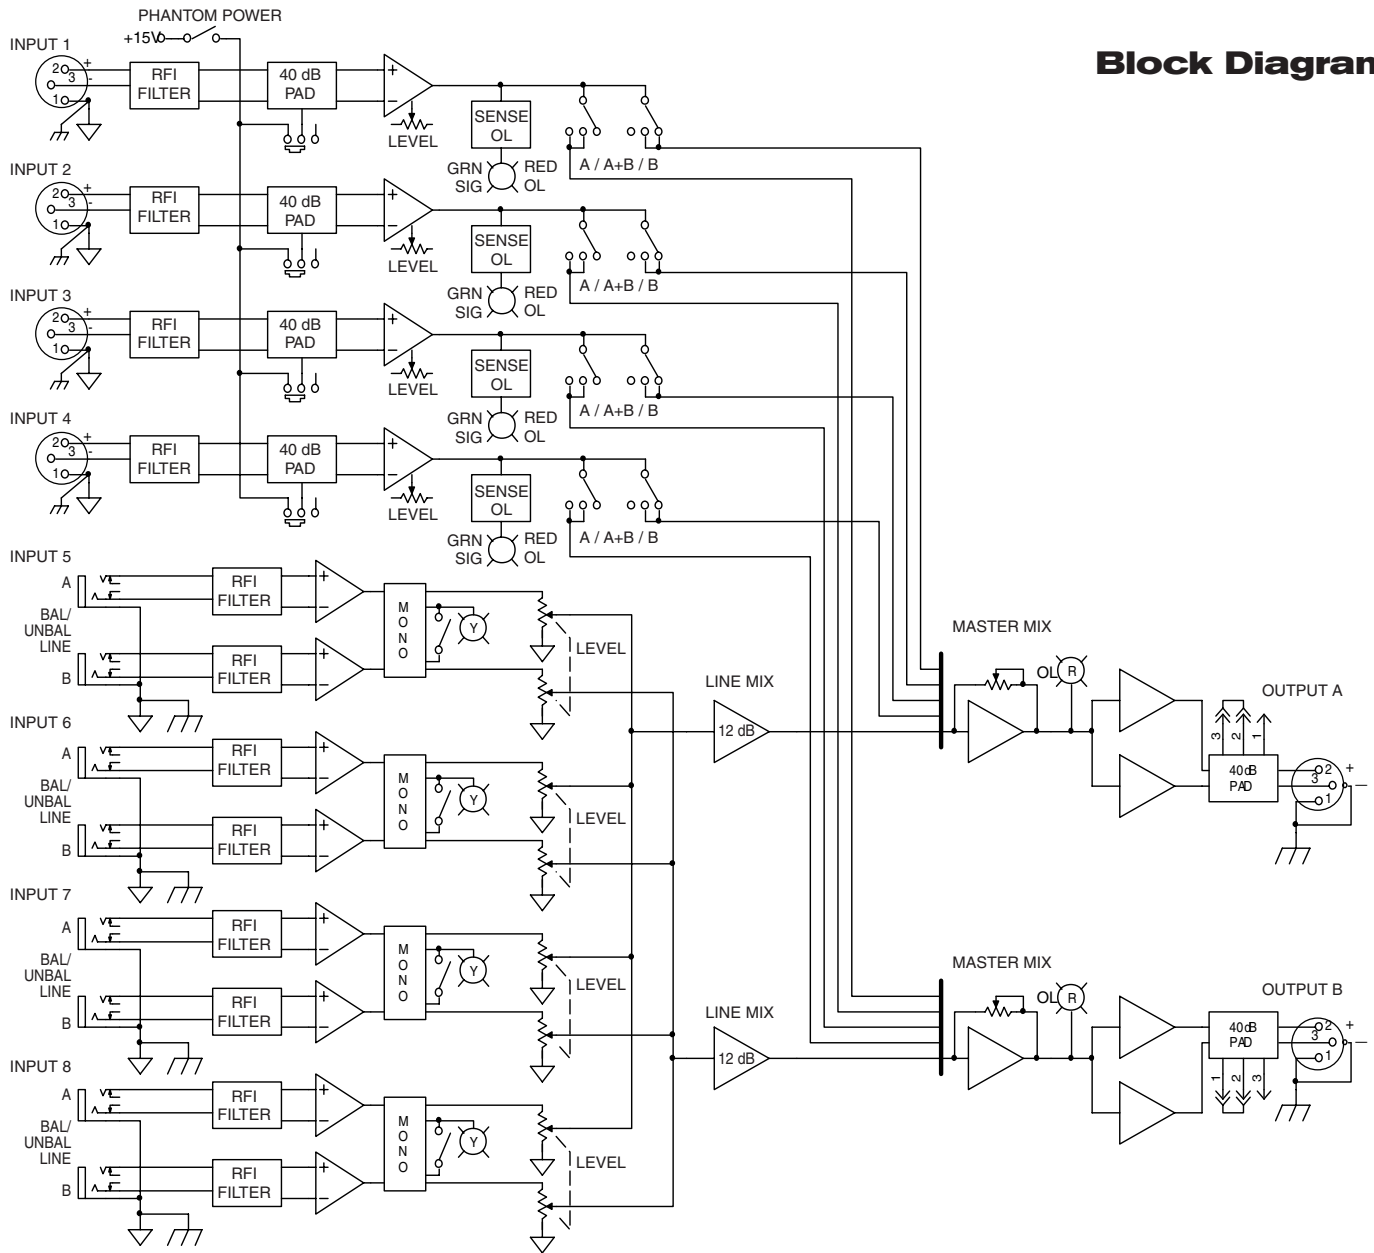 Block Diagram
PHANTOM POWER
+15V
INPUT 1
2
3
1
+
-
RFI
FILTER
40 dB
PAD
+
−
LEVEL
SENSE
OL
GRN
SIG
RED
OL
A / A+B / B
INPUT 2
2
3
1
+
-
RFI
FILTER
40 dB
PAD
+
−
LEVEL
SENSE
OL
GRN
SIG
RED
OL
A / A+B / B
INPUT 3
2
3
1
+
-
RFI
FILTER
40 dB
PAD
+
−
LEVEL
SENSE
OL
GRN
SIG
RED
OL
A / A+B / B
INPUT 4
2
3
1
+
-
RFI
FILTER
40 dB
PAD
+
−
LEVEL
SENSE
OL
GRN
SIG
RED
OL
A / A+B / B
INPUT 5
A
BAL/
UNBAL
LINE
B
RFI
FILTER
RFI
FILTER
+
−
+
−
MONO
Y
LEVEL
INPUT 6
A
BAL/
UNBAL
LINE
B
RFI
FILTER
RFI
FILTER
+
−
+
−
MONO
Y
LEVEL
INPUT 7
A
BAL/
UNBAL
LINE
B
RFI
FILTER
RFI
FILTER
+
−
+
−
MONO
Y
LEVEL
INPUT 8
A
BAL/
UNBAL
LINE
B
RFI
FILTER
RFI
FILTER
+
−
+
−
MONO
Y
LEVEL
LINE MIX
12 dB
MASTER MIX
OL
R
OUTPUT A
3
2
1
40dB
PAD
2
3
1
+
−
LINE MIX
12 dB
MASTER MIX
OL
R
OUTPUT B
40dB
PAD
1
2
3
2
3
1
+
−